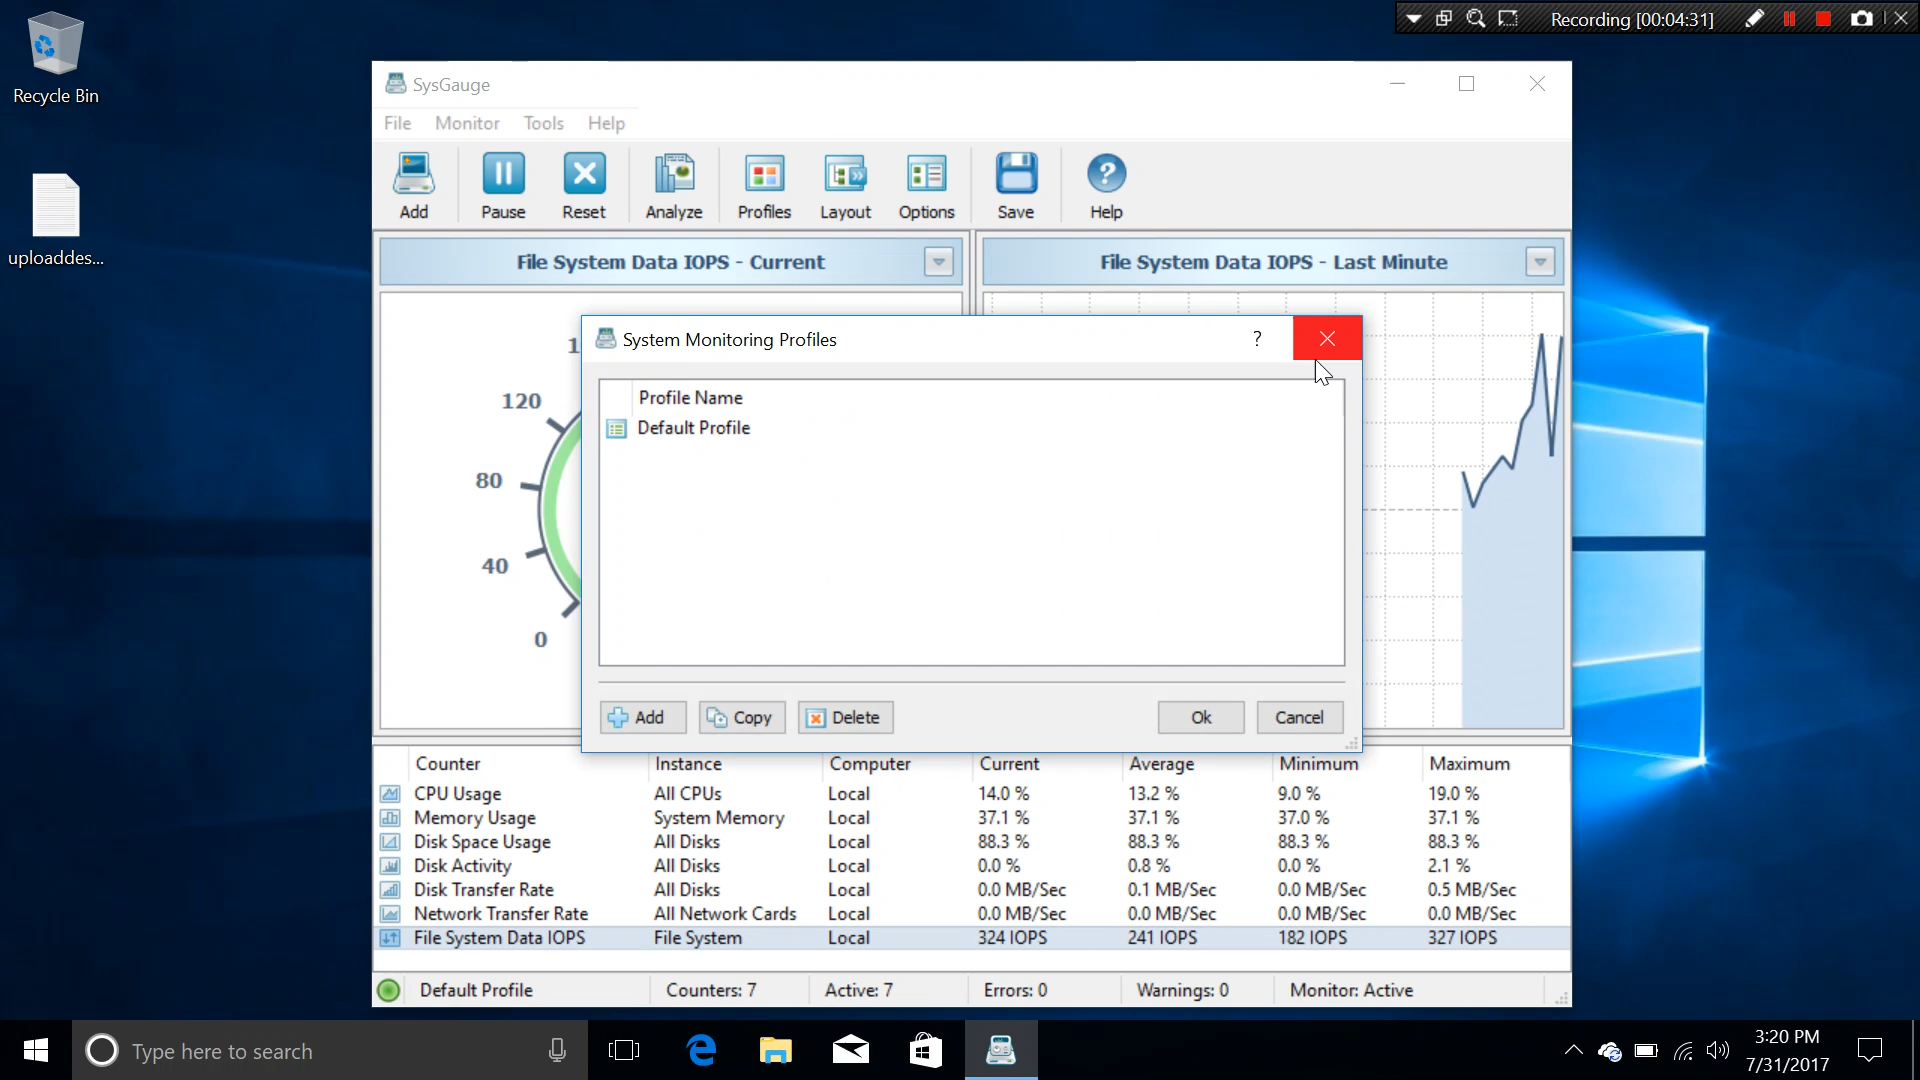 Recording [00:04:31]
Recycle Bin
uploaddes...
SysGauge
File Monitor Tools Help
Add Pause Reset Analyze Profiles Layout Options Save Help
File System Data IOPS - Current
File System Data IOPS - Last Minute
120
80
40
0
System Monitoring Profiles
?
Profile Name
Default Profile
Add Copy Delete Ok Cancel
Counter Instance Computer Current Average Minimum Maximum
CPU Usage All CPUs Local 14.0 % 13.2 % 9.0 % 19.0 %
Memory Usage System Memory Local 37.1 % 37.1 % 37.0 % 37.1 %
Disk Space Usage All Disks Local 88.3 % 88.3 % 88.3 % 88.3 %
Disk Activity All Disks Local 0.0 % 0.8 % 0.0 % 2.1 %
Disk Transfer Rate All Disks Local 0.0 MB/Sec 0.1 MB/Sec 0.0 MB/Sec 0.5 MB/Sec
Network Transfer Rate All Network Cards Local 0.0 MB/Sec 0.0 MB/Sec 0.0 MB/Sec 0.0 MB/Sec
File System Data IOPS File System Local 324 IOPS 241 IOPS 182 IOPS 327 IOPS
Default Profile Counters: 7 Active: 7 Errors: 0 Warnings: 0 Monitor: Active
Type here to search
3:20 PM
7/31/2017